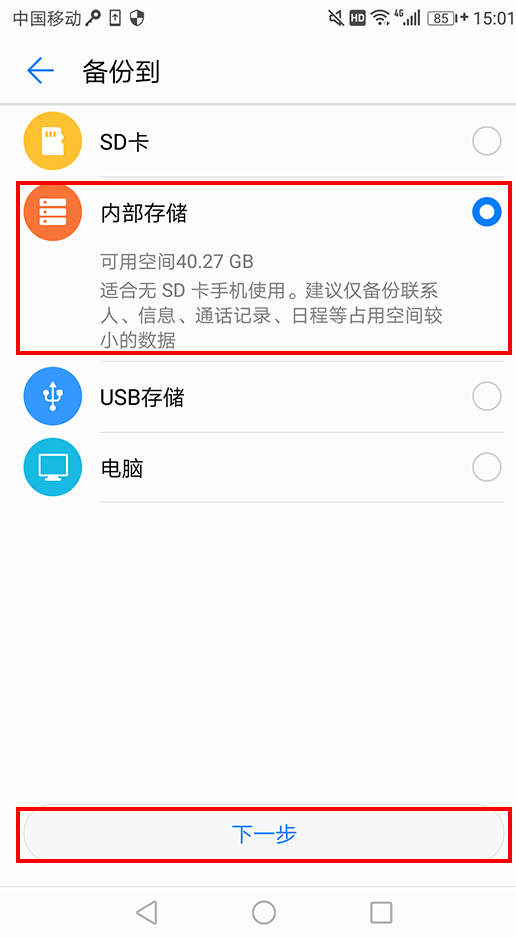 中国移动 HD 4G 85 15:01
备份到
SD卡
内部存储
可用空间40.27 GB
适合无 SD 卡手机使用。建议仅备份联系
人、信息、通话记录、日程等占用空间较
小的数据
USB存储
电脑
下一步